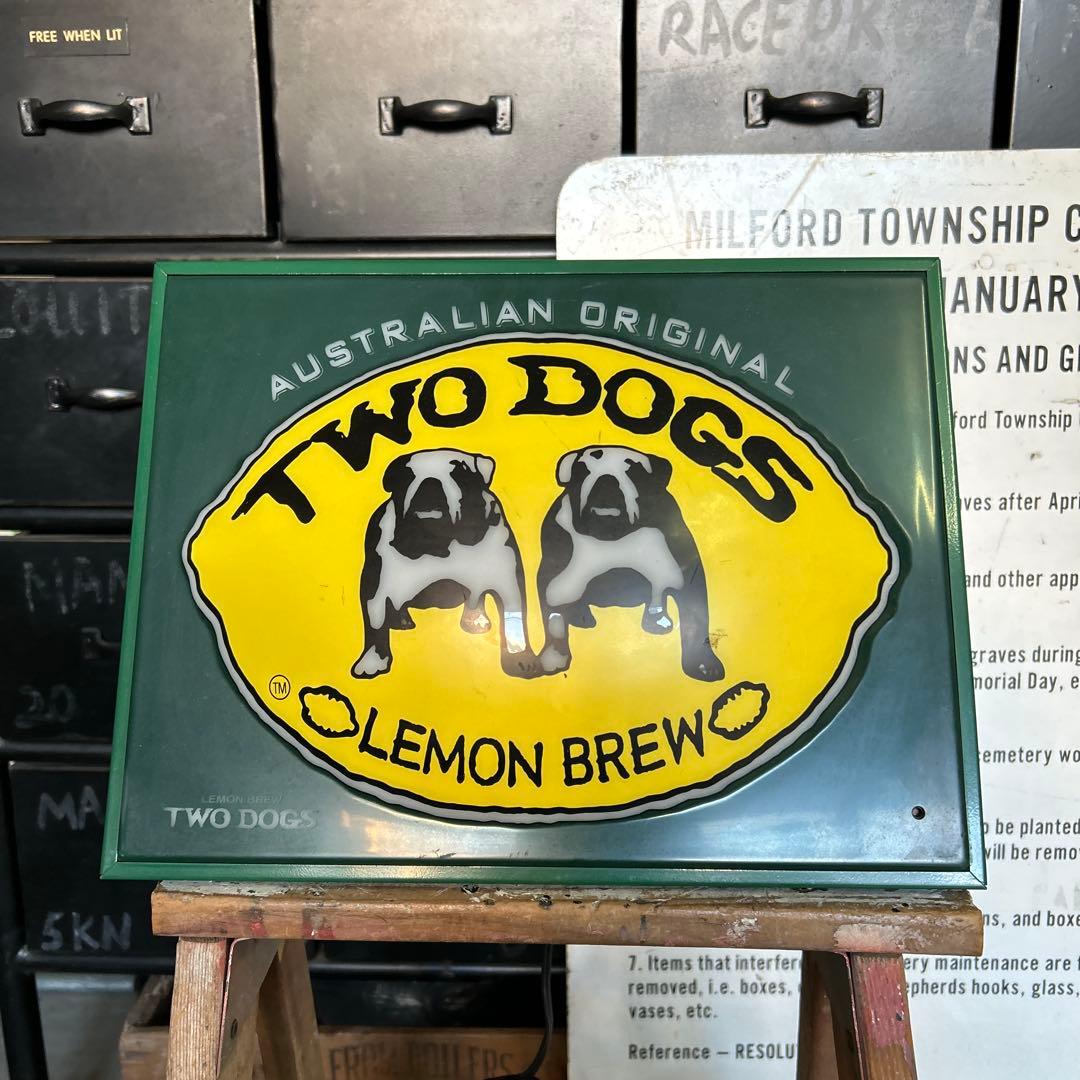 FREE WHEN LIT
RACEPK
MILFORD TOWNSHIP C
JANUARY
NS AND G
ford Township
ves after Apri
and other app
graves during
morial Day, e
cemetery wo
o be planted
will be remo
ns, and boxe
7. Items that interfer ery maintenance are
removed, i.e. boxes, epherds hooks, glass,
vases, etc.
Reference – RESOLU
AUSTRALIAN ORIGINAL
TWO DOGS
TM
LEMON BREW
LEMON BREW
TWO DOGS
MAN
20
MA
5KN